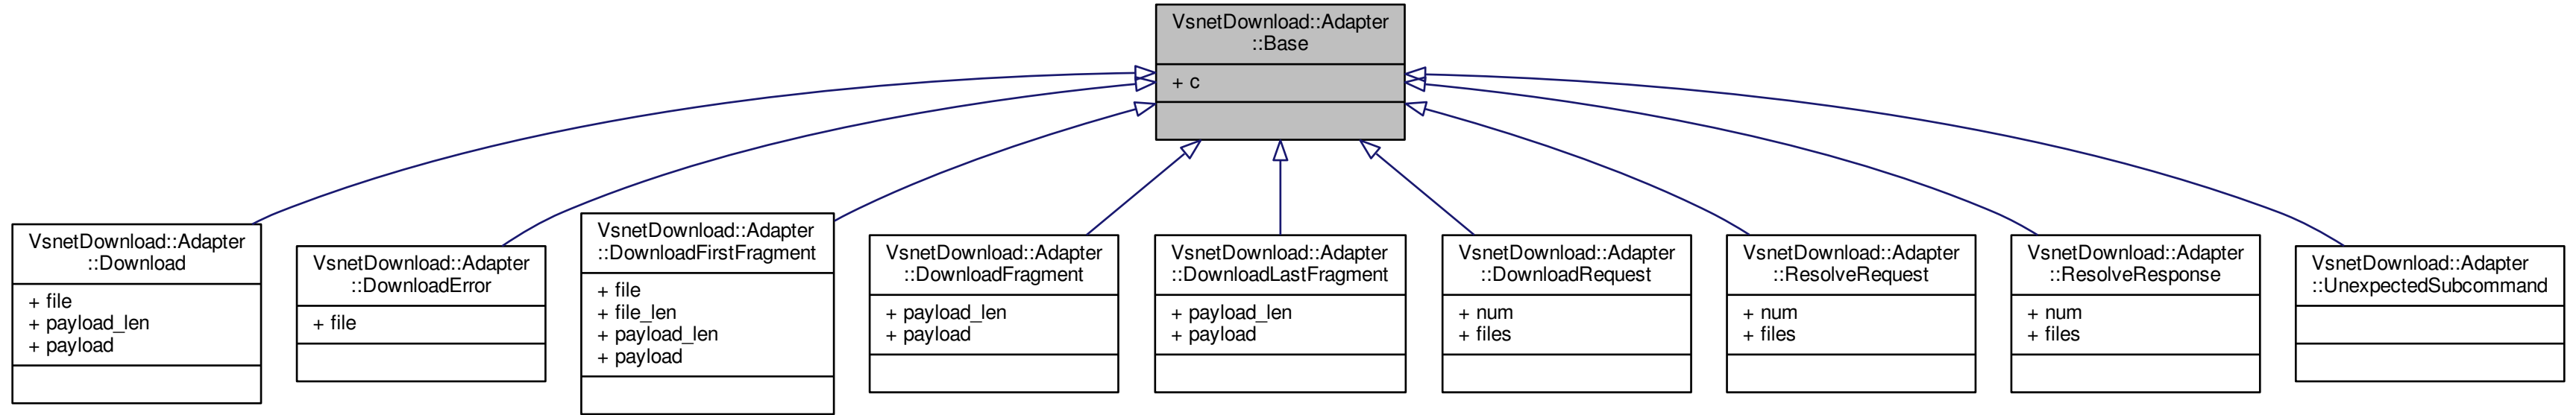 VsnetDownload::Adapter
::Base
+ c
VsnetDownload::Adapter
::Download
+ file
+ payload_len
+ payload
VsnetDownload::Adapter
::DownloadError
+ file
VsnetDownload::Adapter
::DownloadFirstFragment
+ file
+ file_len
+ payload_len
+ payload
VsnetDownload::Adapter
::DownloadFragment
+ payload_len
+ payload
VsnetDownload::Adapter
::DownloadLastFragment
+ payload_len
+ payload
VsnetDownload::Adapter
::DownloadRequest
+ num
+ files
VsnetDownload::Adapter
::ResolveRequest
+ num
+ files
VsnetDownload::Adapter
::ResolveResponse
+ num
+ files
VsnetDownload::Adapter
::UnexpectedSubcommand